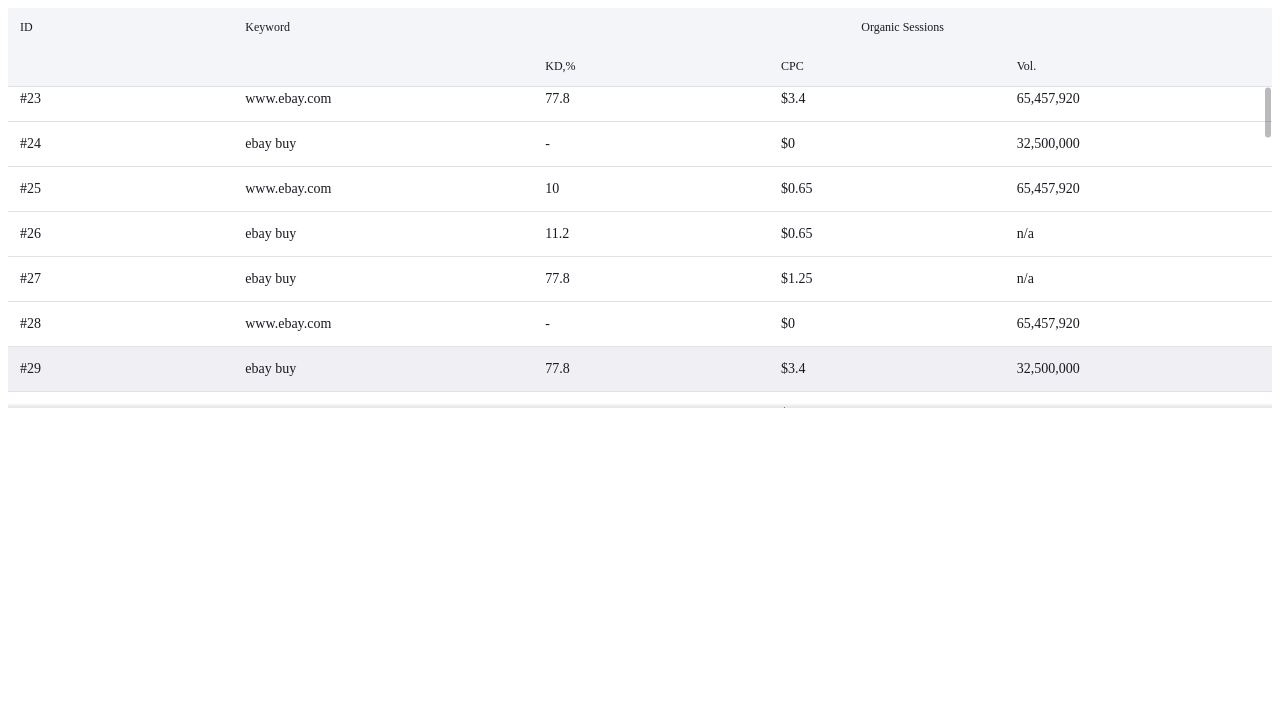 ID Keyword Organic Sessions
KD,% CPC Vol.
#23 www.ebay.com 77.8 $3.4 65,457,920
#24 ebay buy - $0 32,500,000
#25 www.ebay.com 10 $0.65 65,457,920
#26 ebay buy 11.2 $0.65 n/a
#27 ebay buy 77.8 $1.25 n/a
#28 www.ebay.com - $0 65,457,920
#29 ebay buy 77.8 $3.4 32,500,000